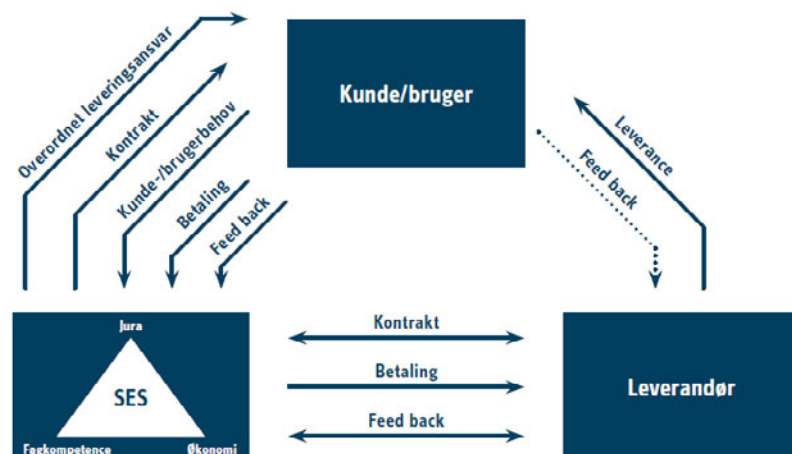 Overordnet leveringsansvar
Kontrakt
Kunde-/brugerbehov
Betaling
Feed back
Kunde/bruger
Leverance
Feed back
Jura
SES
Fagkompetence
Økonomi
Kontrakt
Betaling
Feed back
Leverandør